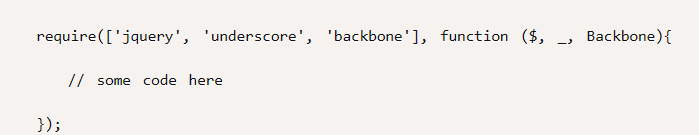 require(['jquery', 'underscore', 'backbone'], function ($, _, Backbone){
// some code here
});